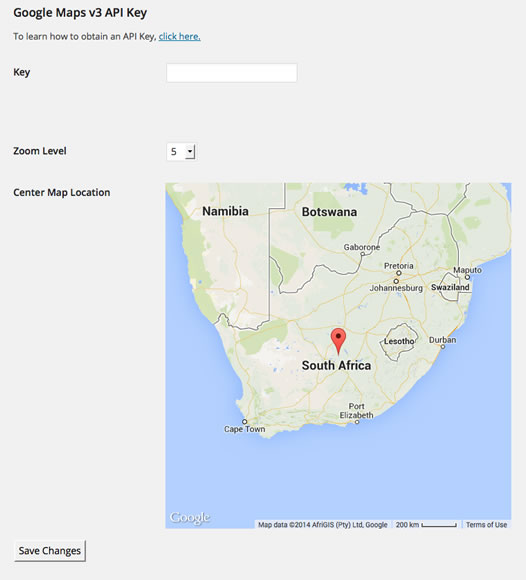 Google Maps v3 API Key
To learn how to obtain an API Key, click here.
Key
Zoom Level
5
Center Map Location
Namibia
Botswana
Gaborone
Pretoria
Maputo
Johannesburg
Swaziland
Lesotho
Durban
South Africa
Port
Elizabeth
Cape Town
Google
Map data ©2014 AfriGIS (Pty) Ltd, Google
200 km
Terms of Use
Save Changes